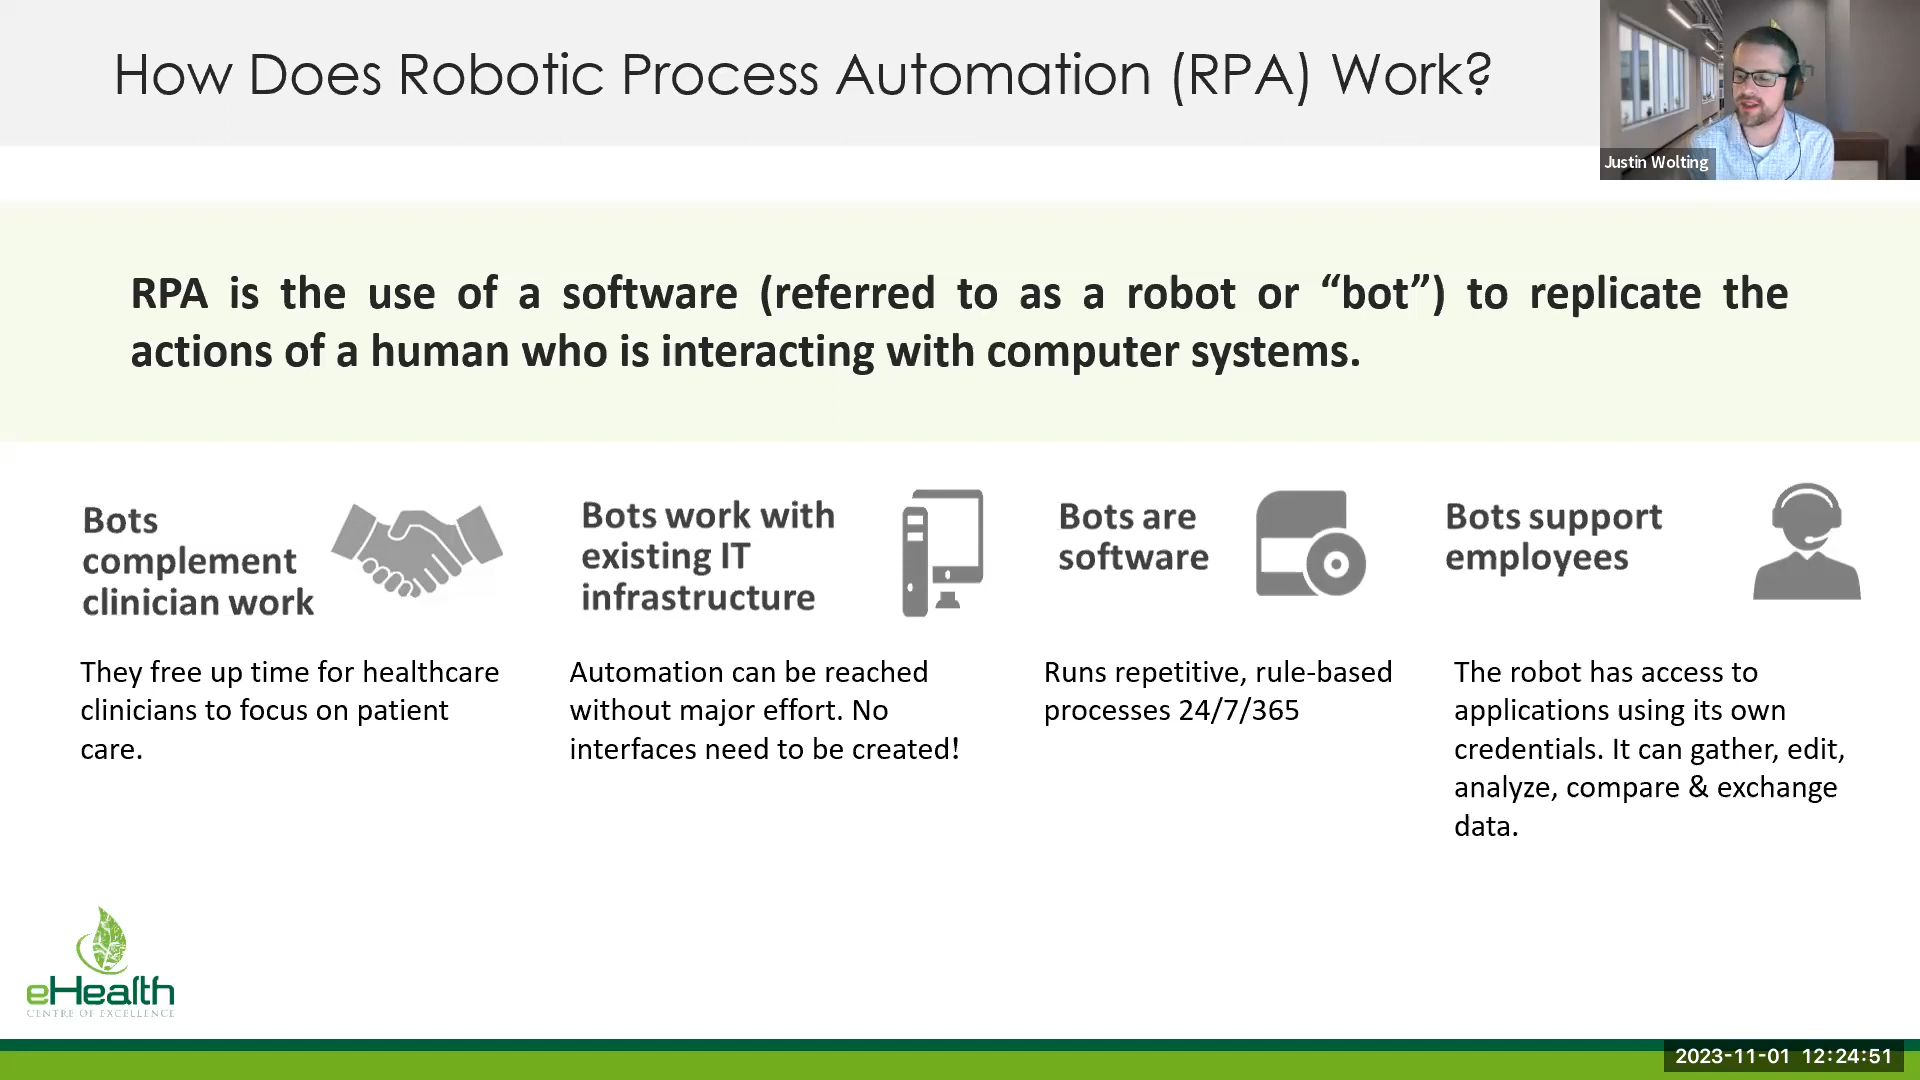 How Does Robotic Process Automation (RPA) Work?
Justin Wolting
RPA is the use of a software (referred to as a robot or “bot”) to replicate the
actions of a human who is interacting with computer systems.
Bots
complement
clinician work
They free up time for healthcare
clinicians to focus on patient
care.
Bots work with
existing IT
infrastructure
Automation can be reached
without major effort. No
interfaces need to be created!
Bots are
software
Runs repetitive, rule-based
processes 24/7/365
Bots support
employees
The robot has access to
applications using its own
credentials. It can gather, edit,
analyze, compare & exchange
data.
eHealth
CENTRE OF EXCELLENCE
2023-11-01 12:24:51